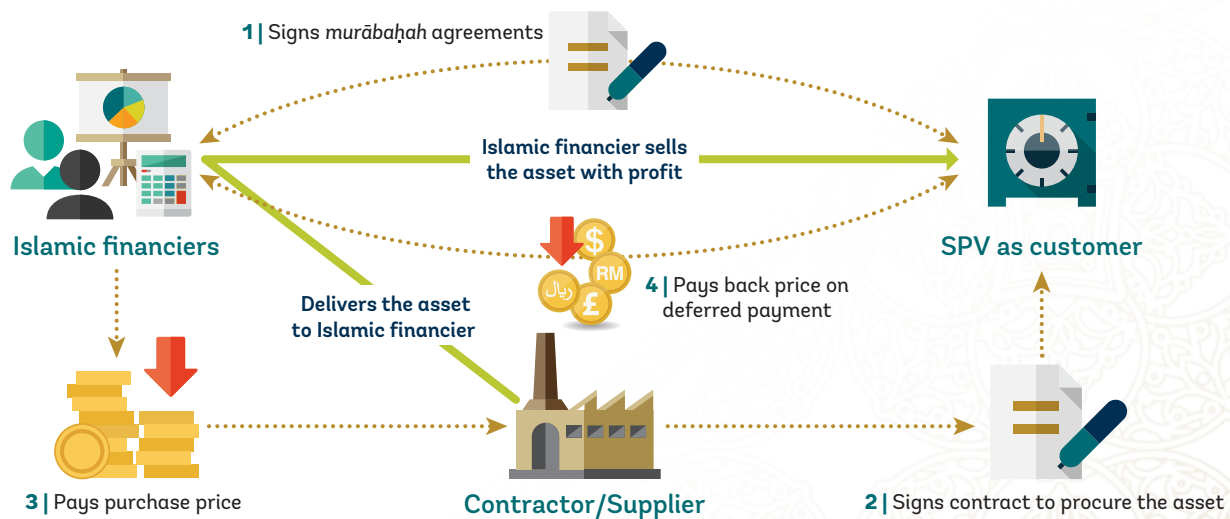 1 | Signs murābaḥah agreements
Islamic financier sells
the asset with profit
Islamic financiers
SPV as customer
$
RM
ريال
£
4 | Pays back price on
deferred payment
Delivers the asset
to Islamic financier
3 | Pays purchase price
Contractor/Supplier
2 | Signs contract to procure the asset